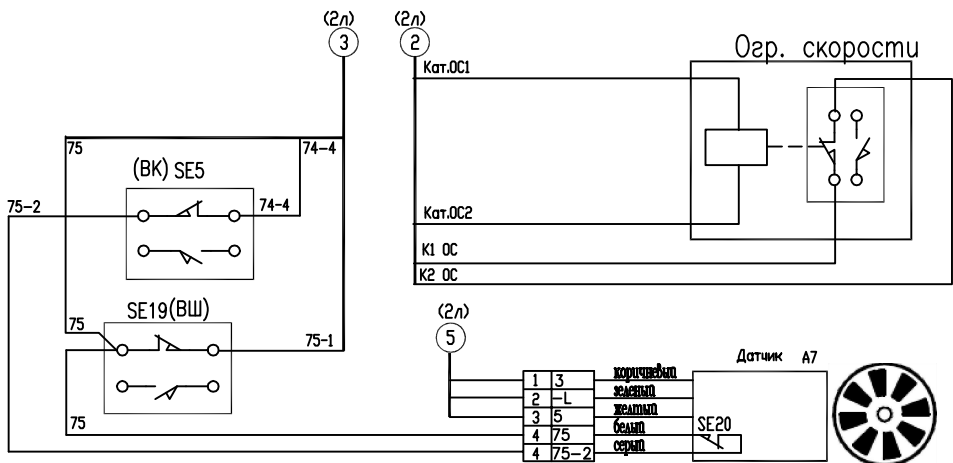 (2л)
3
(2л)
2
Огр. скорости
Кат.ОС1
75
74-4
(ВК) SE5
75-2
74-4
Кат.ОС2
К1 ОС
К2 ОС
SE19(ВШ)
75
75-1
(2л)
5
Датчик А7
1 3 коричневый
2 -L зеленый
3 5 желтый
75
4 75 белый SE20
4 75-2 серый